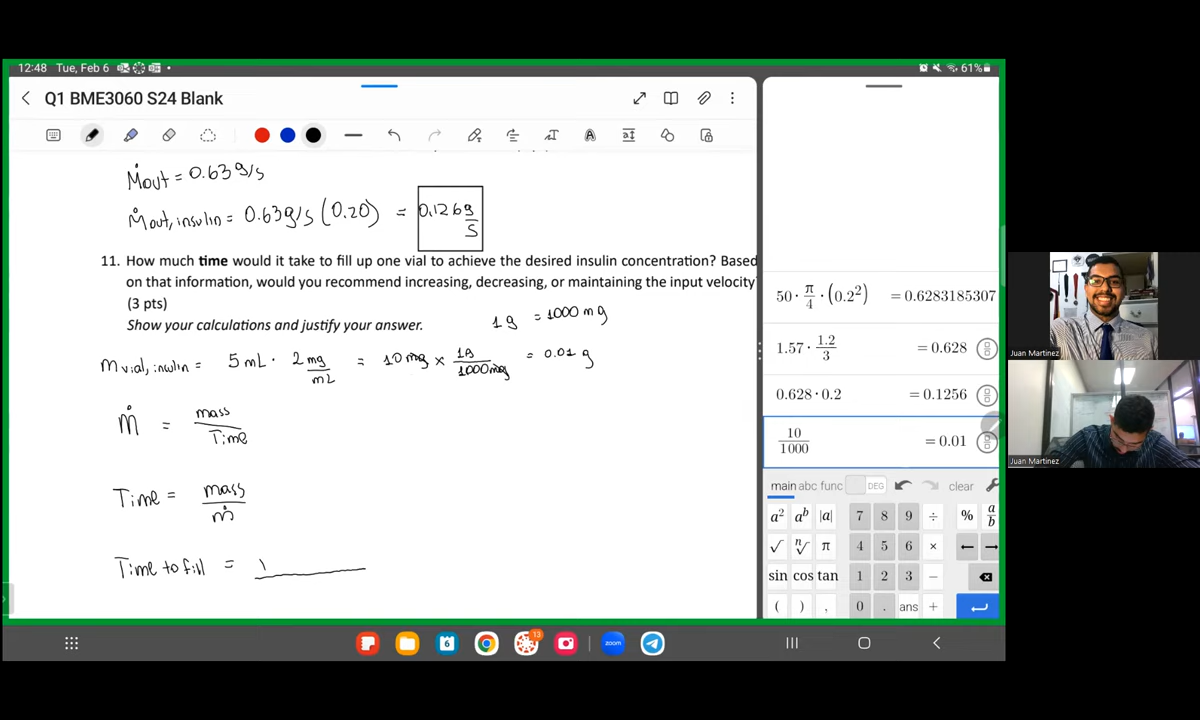 12:48 Tue, Feb 6
61%
Q1 BME3060 S24 Blank
Ṁout = 0.63 g/s
ṁout, insulin = 0.63 g/s (0.20) = 0.126 g/s
11. How much time would it take to fill up one vial to achieve the desired insulin concentration? Based
on that information, would you recommend increasing, decreasing, or maintaining the input velocity
(3 pts)
Show your calculations and justify your answer.
1 g = 1000 mg
m vial, insulin = 5 mL · 2 mg/mL = 10 mg × 1g/1000 mg = 0.01 g
ṁ = mass/Time
Time = mass/ṁ
Time to fill =
50 · π/4 · (0.2²) = 0.6283185307
1.57 · 1.2/3 = 0.628
0.628 · 0.2 = 0.1256
10/1000 = 0.01
main abc func DEG clear
a² aᵇ |a| 7 8 9 ÷ % a/b
√ ⁿ√ π 4 5 6 ×
sin cos tan 1 2 3 −
( ) , 0 . ans +
6
13
zoom
Juan Martinez
Juan Martinez